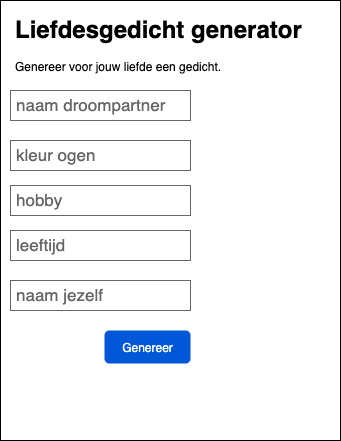 Liefdesgedicht generator
Genereer voor jouw liefde een gedicht.
naam droompartner
kleur ogen
hobby
leeftijd
naam jezelf
Genereer